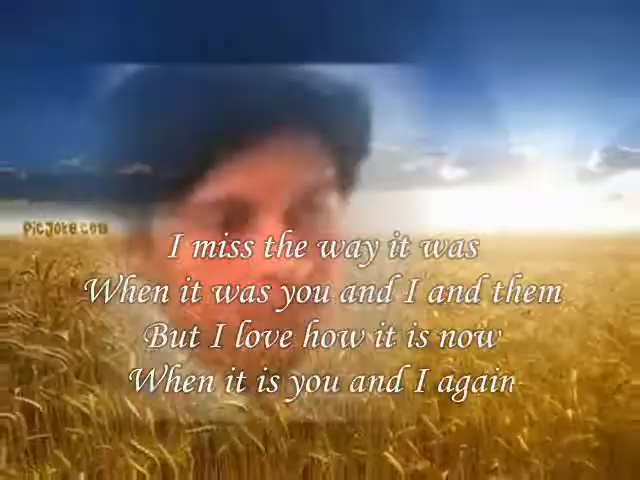 PicJoke.com
I miss the way it was
When it was you and I and them
But I love how it is now
When it is you and I again